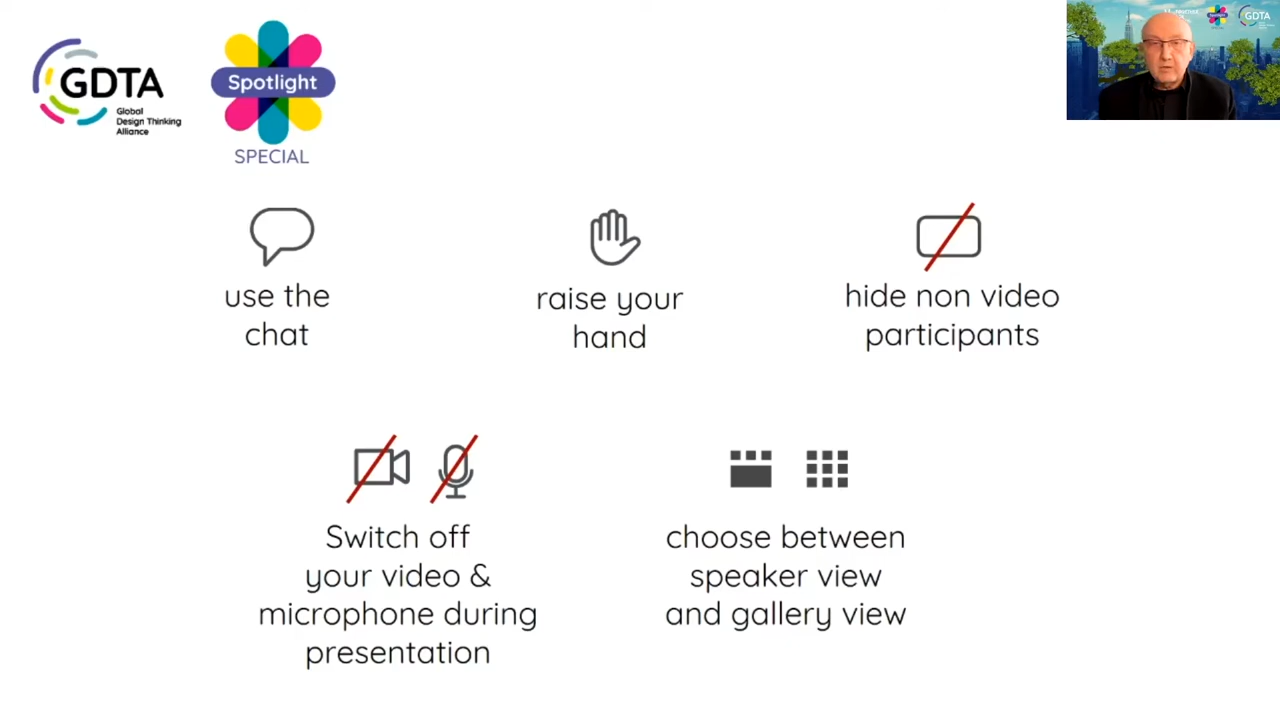 GDTA
Global
Design Thinking
Alliance
Spotlight
SPECIAL
Spotlight
GDTA
use the
chat
raise your
hand
hide non video
participants
Switch off
your video &
microphone during
presentation
choose between
speaker view
and gallery view